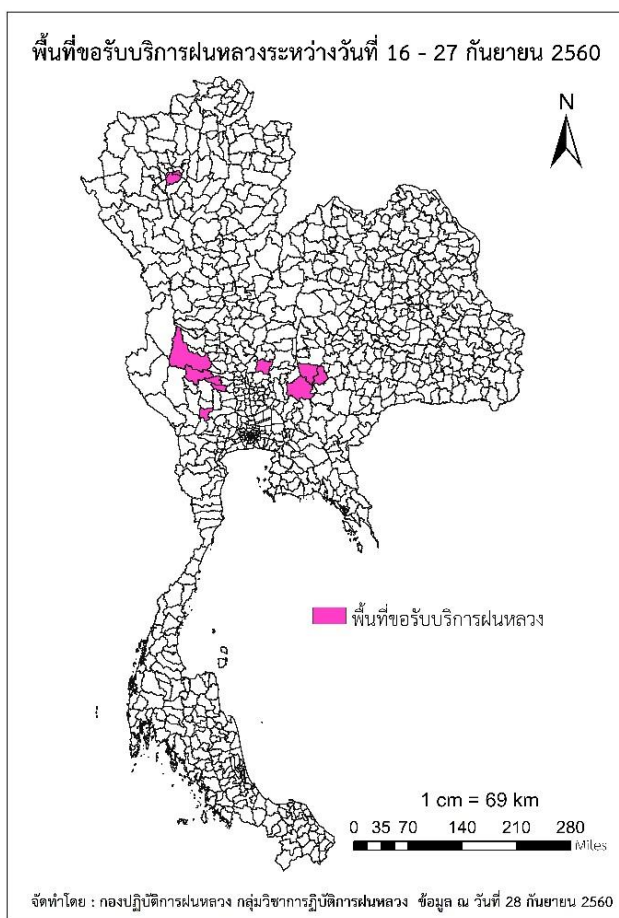 พื้นที่ขอรับบริการฝนหลวงระหว่างวันที่ 16 - 27 กันยายน 2560
N
พื้นที่ขอรับบริการฝนหลวง
1 cm = 69 km
0 35 70 140 210 280
Miles
จัดทำโดย : กองปฏิบัติการฝนหลวง กลุ่มวิชาการฏิบัติการฝนหลวง ข้อมูล ณ วันที่ 28 กันยายน 2560